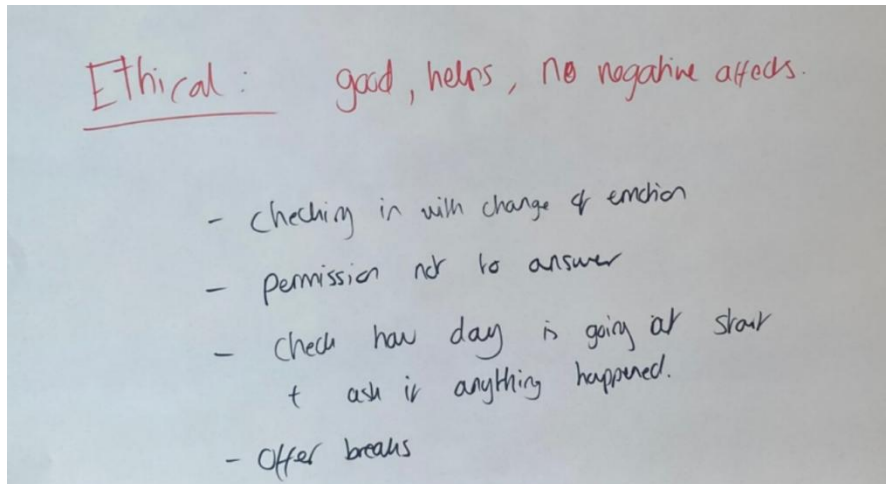 Ethical: good, helps, no negative affects.
- Checking in with change of emotion
- permission not to answer
- Check how day is going at start
+ ask if anything happened.
- Offer breaks